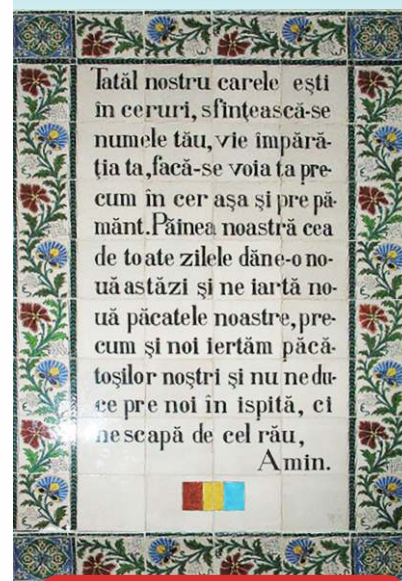 Tatăl nostru carele ești
în ceruri, sfințească-se
numele tău, vie împără-
ția ta, facă-se voia ta pre-
cum în cer așa și pre pă-
mănt. Păinea noastră cea
de toate zilele dăne-o no-
uă astăzi și ne iartă no-
uă păcatele noastre, pre-
cum și noi iertăm păcă-
toșilor noștri și nu ne du-
ce pre noi în ispită, ci
ne scapă de cel rău,
Amin.